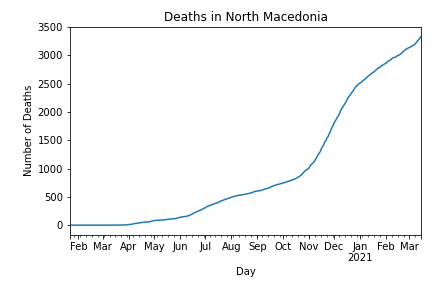 Deaths in North Macedonia
3500
3000
2500
2000
1500
1000
500
0
Number of Deaths
Feb Mar Apr May Jun Jul Aug Sep Oct Nov Dec Jan Feb Mar
2021
Day